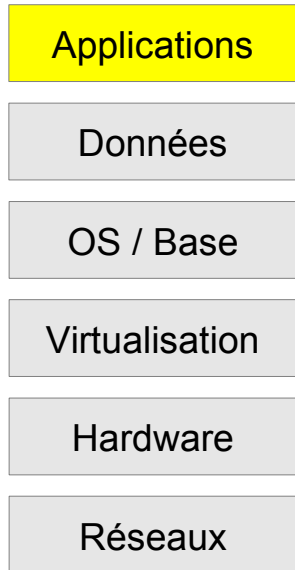 Applications
Données
OS / Base
Virtualisation
Hardware
Réseaux